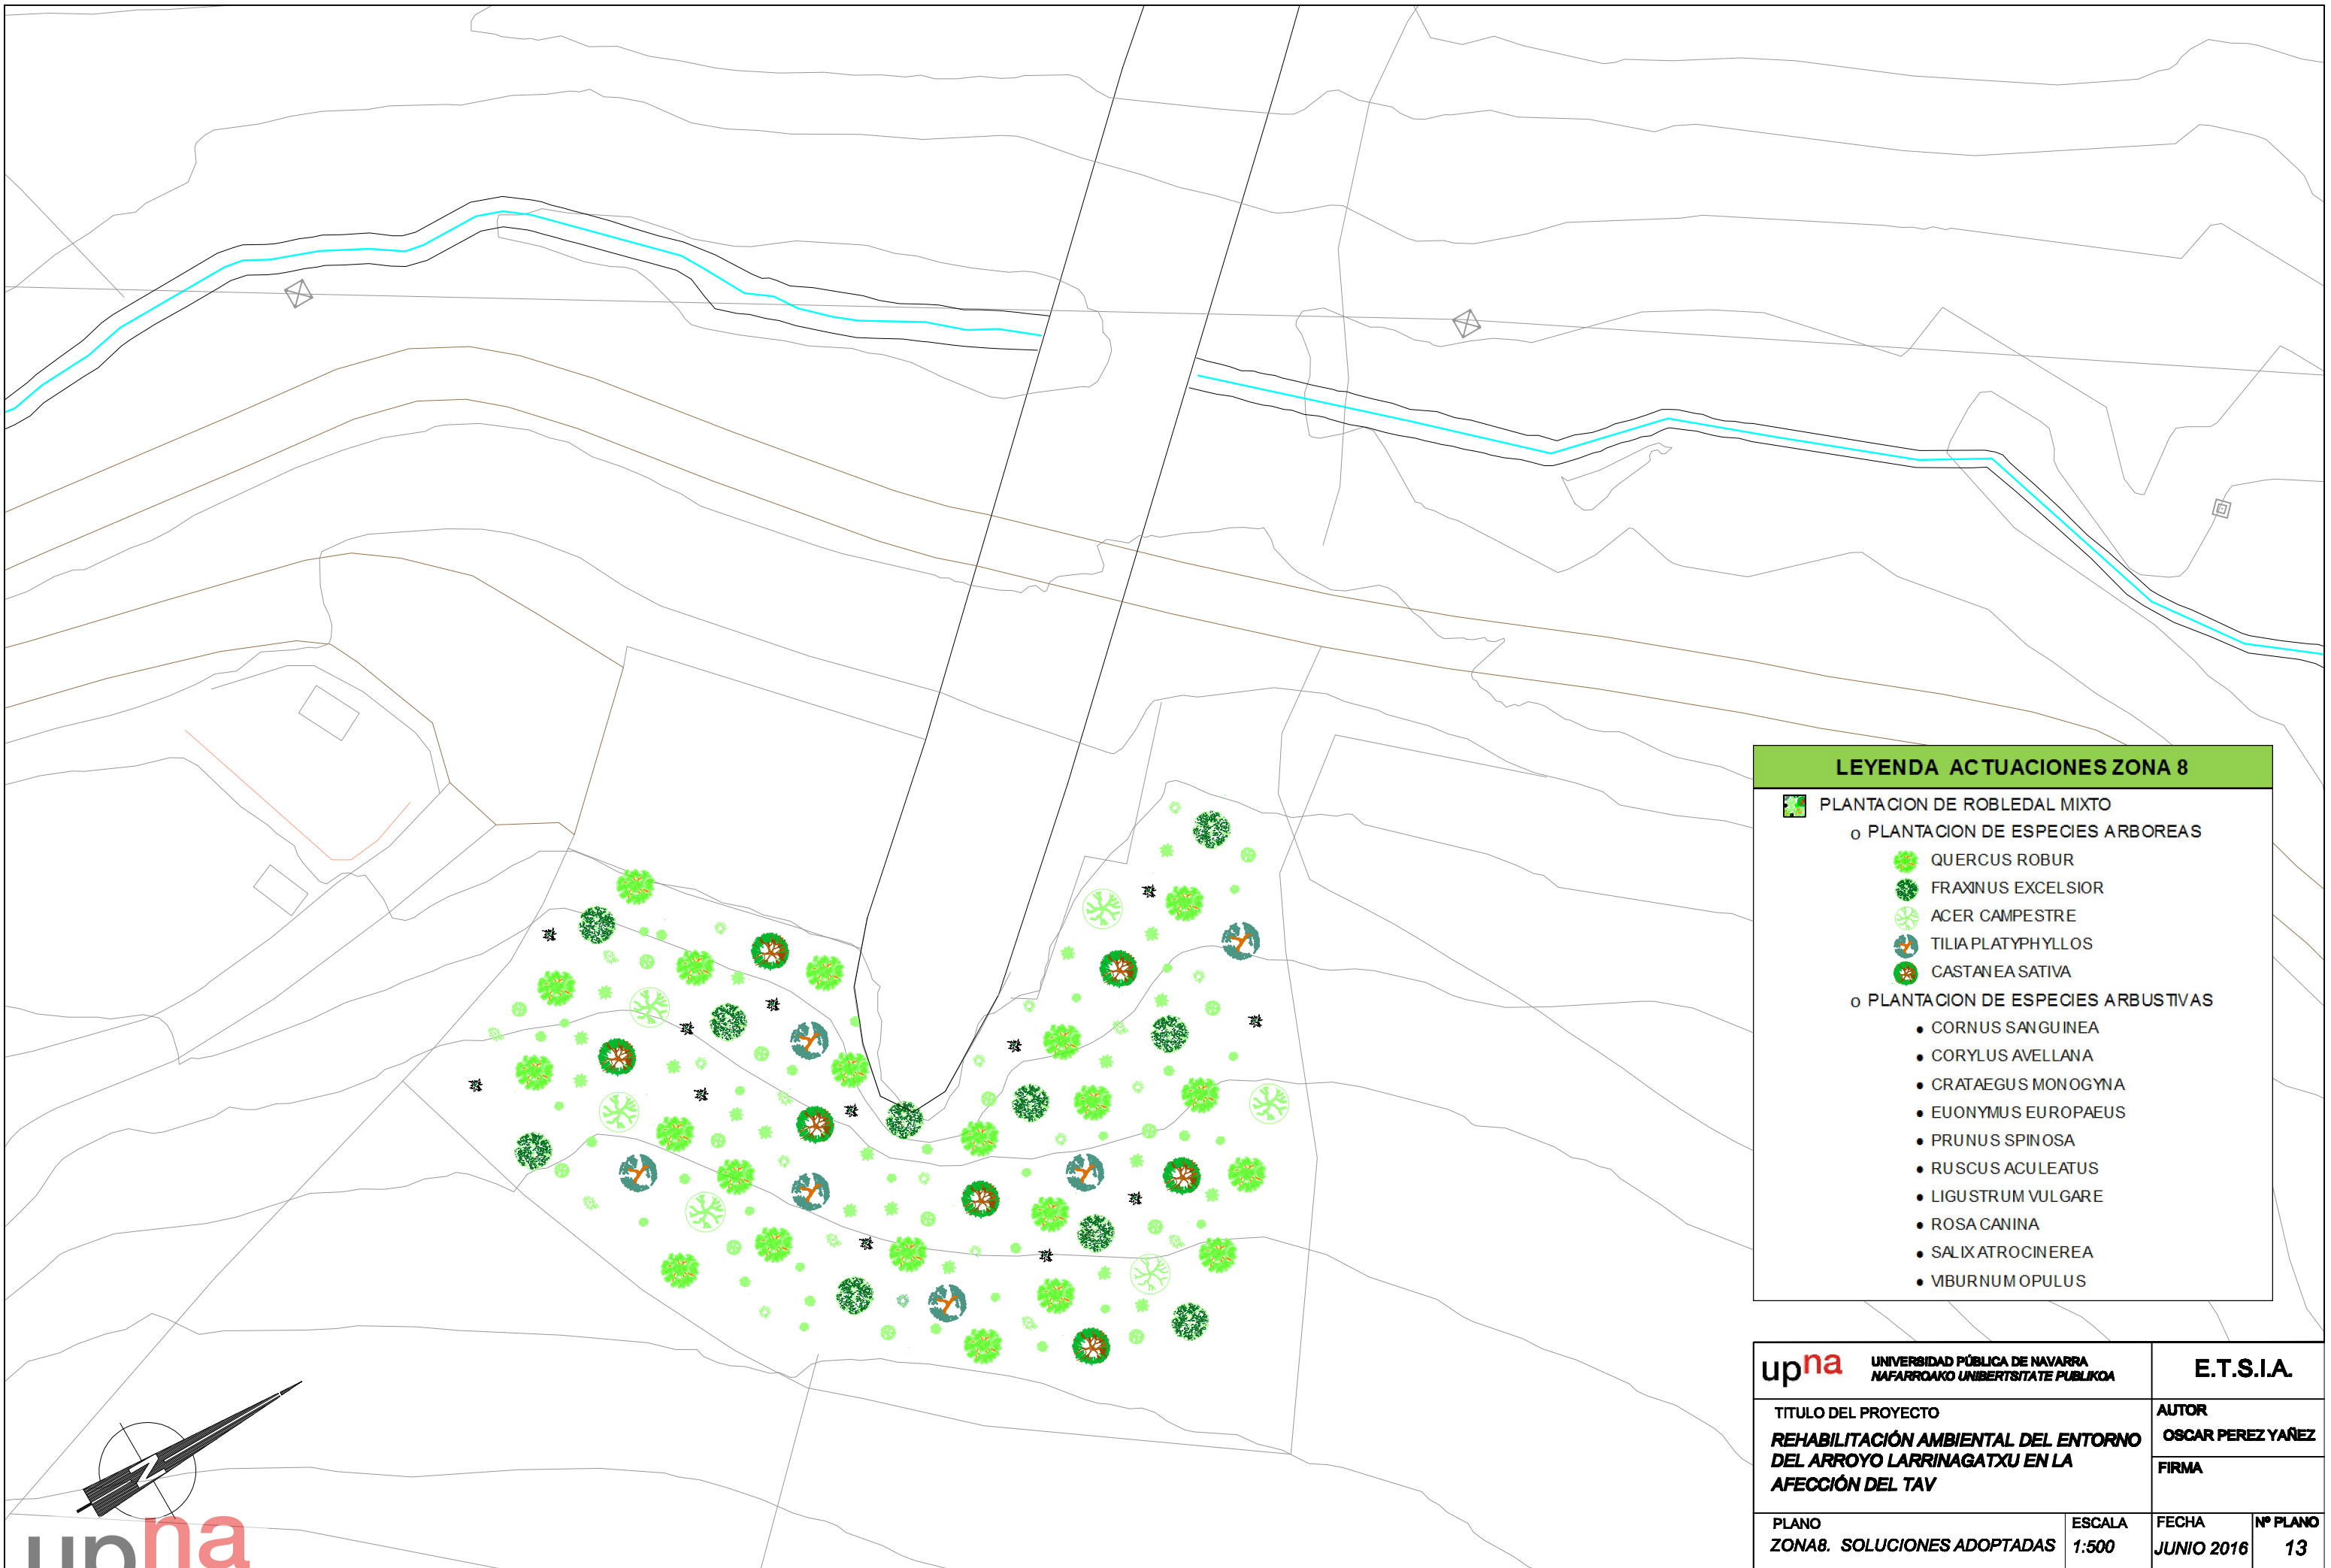 LEYENDA ACTUACIONES ZONA 8
PLANTACION DE ROBLEDAL MIXTO
o PLANTACION DE ESPECIES ARBOREAS
QUERCUS ROBUR
FRAXINUS EXCELSIOR
ACER CAMPESTRE
TILIA PLATYPHYLLOS
CASTANEA SATIVA
o PLANTACION DE ESPECIES ARBUSTIVAS
• CORNUS SANGUINEA
• CORYLUS AVELLANA
• CRATAEGUS MONOGYNA
• EUONYMUS EUROPAEUS
• PRUNUS SPINOSA
• RUSCUS ACULEATUS
• LIGUSTRUM VULGARE
• ROSA CANINA
• SALIX ATROCINEREA
• VIBURNUM OPULUS
upna
UNIVERSIDAD PÚBLICA DE NAVARRA
NAFARROAKO UNIBERTSITATE PUBLIKOA
E.T.S.I.A.
TITULO DEL PROYECTO
REHABILITACIÓN AMBIENTAL DEL ENTORNO
DEL ARROYO LARRINAGATXU EN LA
AFECCIÓN DEL TAV
AUTOR
OSCAR PEREZ YAÑEZ
FIRMA
PLANO
ZONA8. SOLUCIONES ADOPTADAS
ESCALA
1:500
FECHA
JUNIO 2016
Nº PLANO
13
N
upna